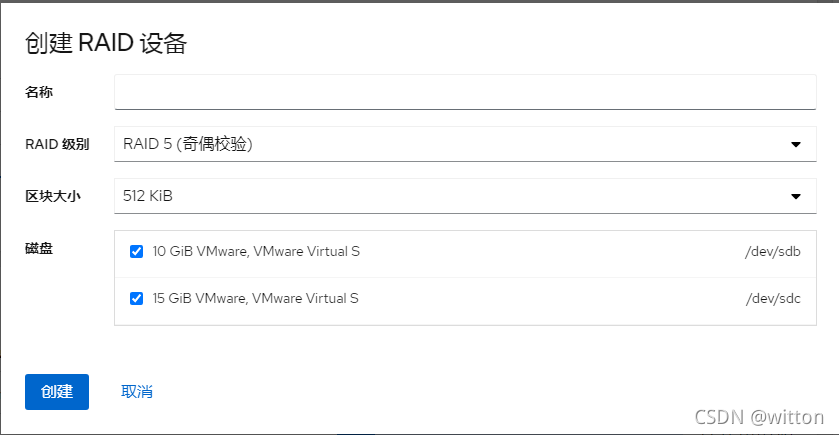 创建 RAID 设备
名称
RAID 级别 RAID 5 (奇偶校验)
区块大小 512 KiB
磁盘 10 GiB VMware, VMware Virtual S /dev/sdb
15 GiB VMware, VMware Virtual S /dev/sdc
创建 取消
CSDN @witton